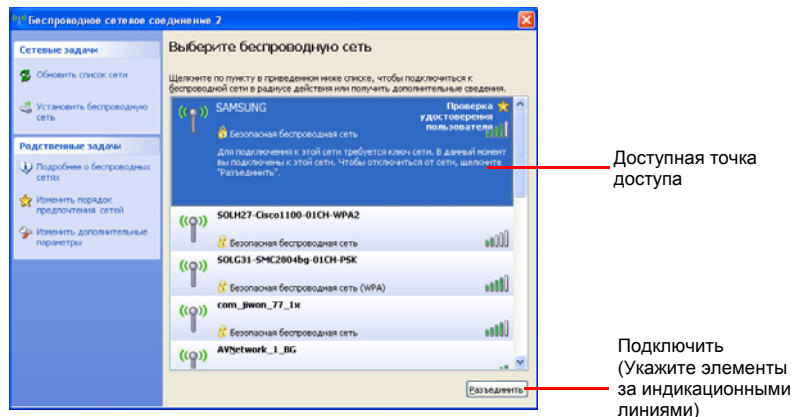 Беспроводное сетевое соединение 2
Сетевые задачи
Обновить список сети
Установить беспроводную
сеть
Родственные задачи
Подробнее о беспроводных
сетях
Изменить порядок
предпочтения сетей
Изменить дополнительные
параметры
Выберите беспроводную сеть
Щелкните по пункту в приведенном ниже списке, чтобы подключиться к
беспроводной сети в радиусе действия или получить дополнительные сведения.
SAMSUNG
Проверка
удостоверения
пользователя
Безопасная беспроводная сеть
Для подключения к этой сети требуется ключ сети. В данный момент
вы подключены к этой сети. Чтобы отключиться от сети, щелкните
"Разъединить".
SOLH27-Cisco1100-01CH-WPA2
Безопасная беспроводная сеть
SOLG31-SMC2804bg-01CH-PSK
Безопасная беспроводная сеть (WPA)
com_jiwon_77_1x
Безопасная беспроводная сеть
AVNetwork_1_BG
Разъединить
Доступная точка
доступа
Подключить
(Укажите элементы
за индикационными
линиями)